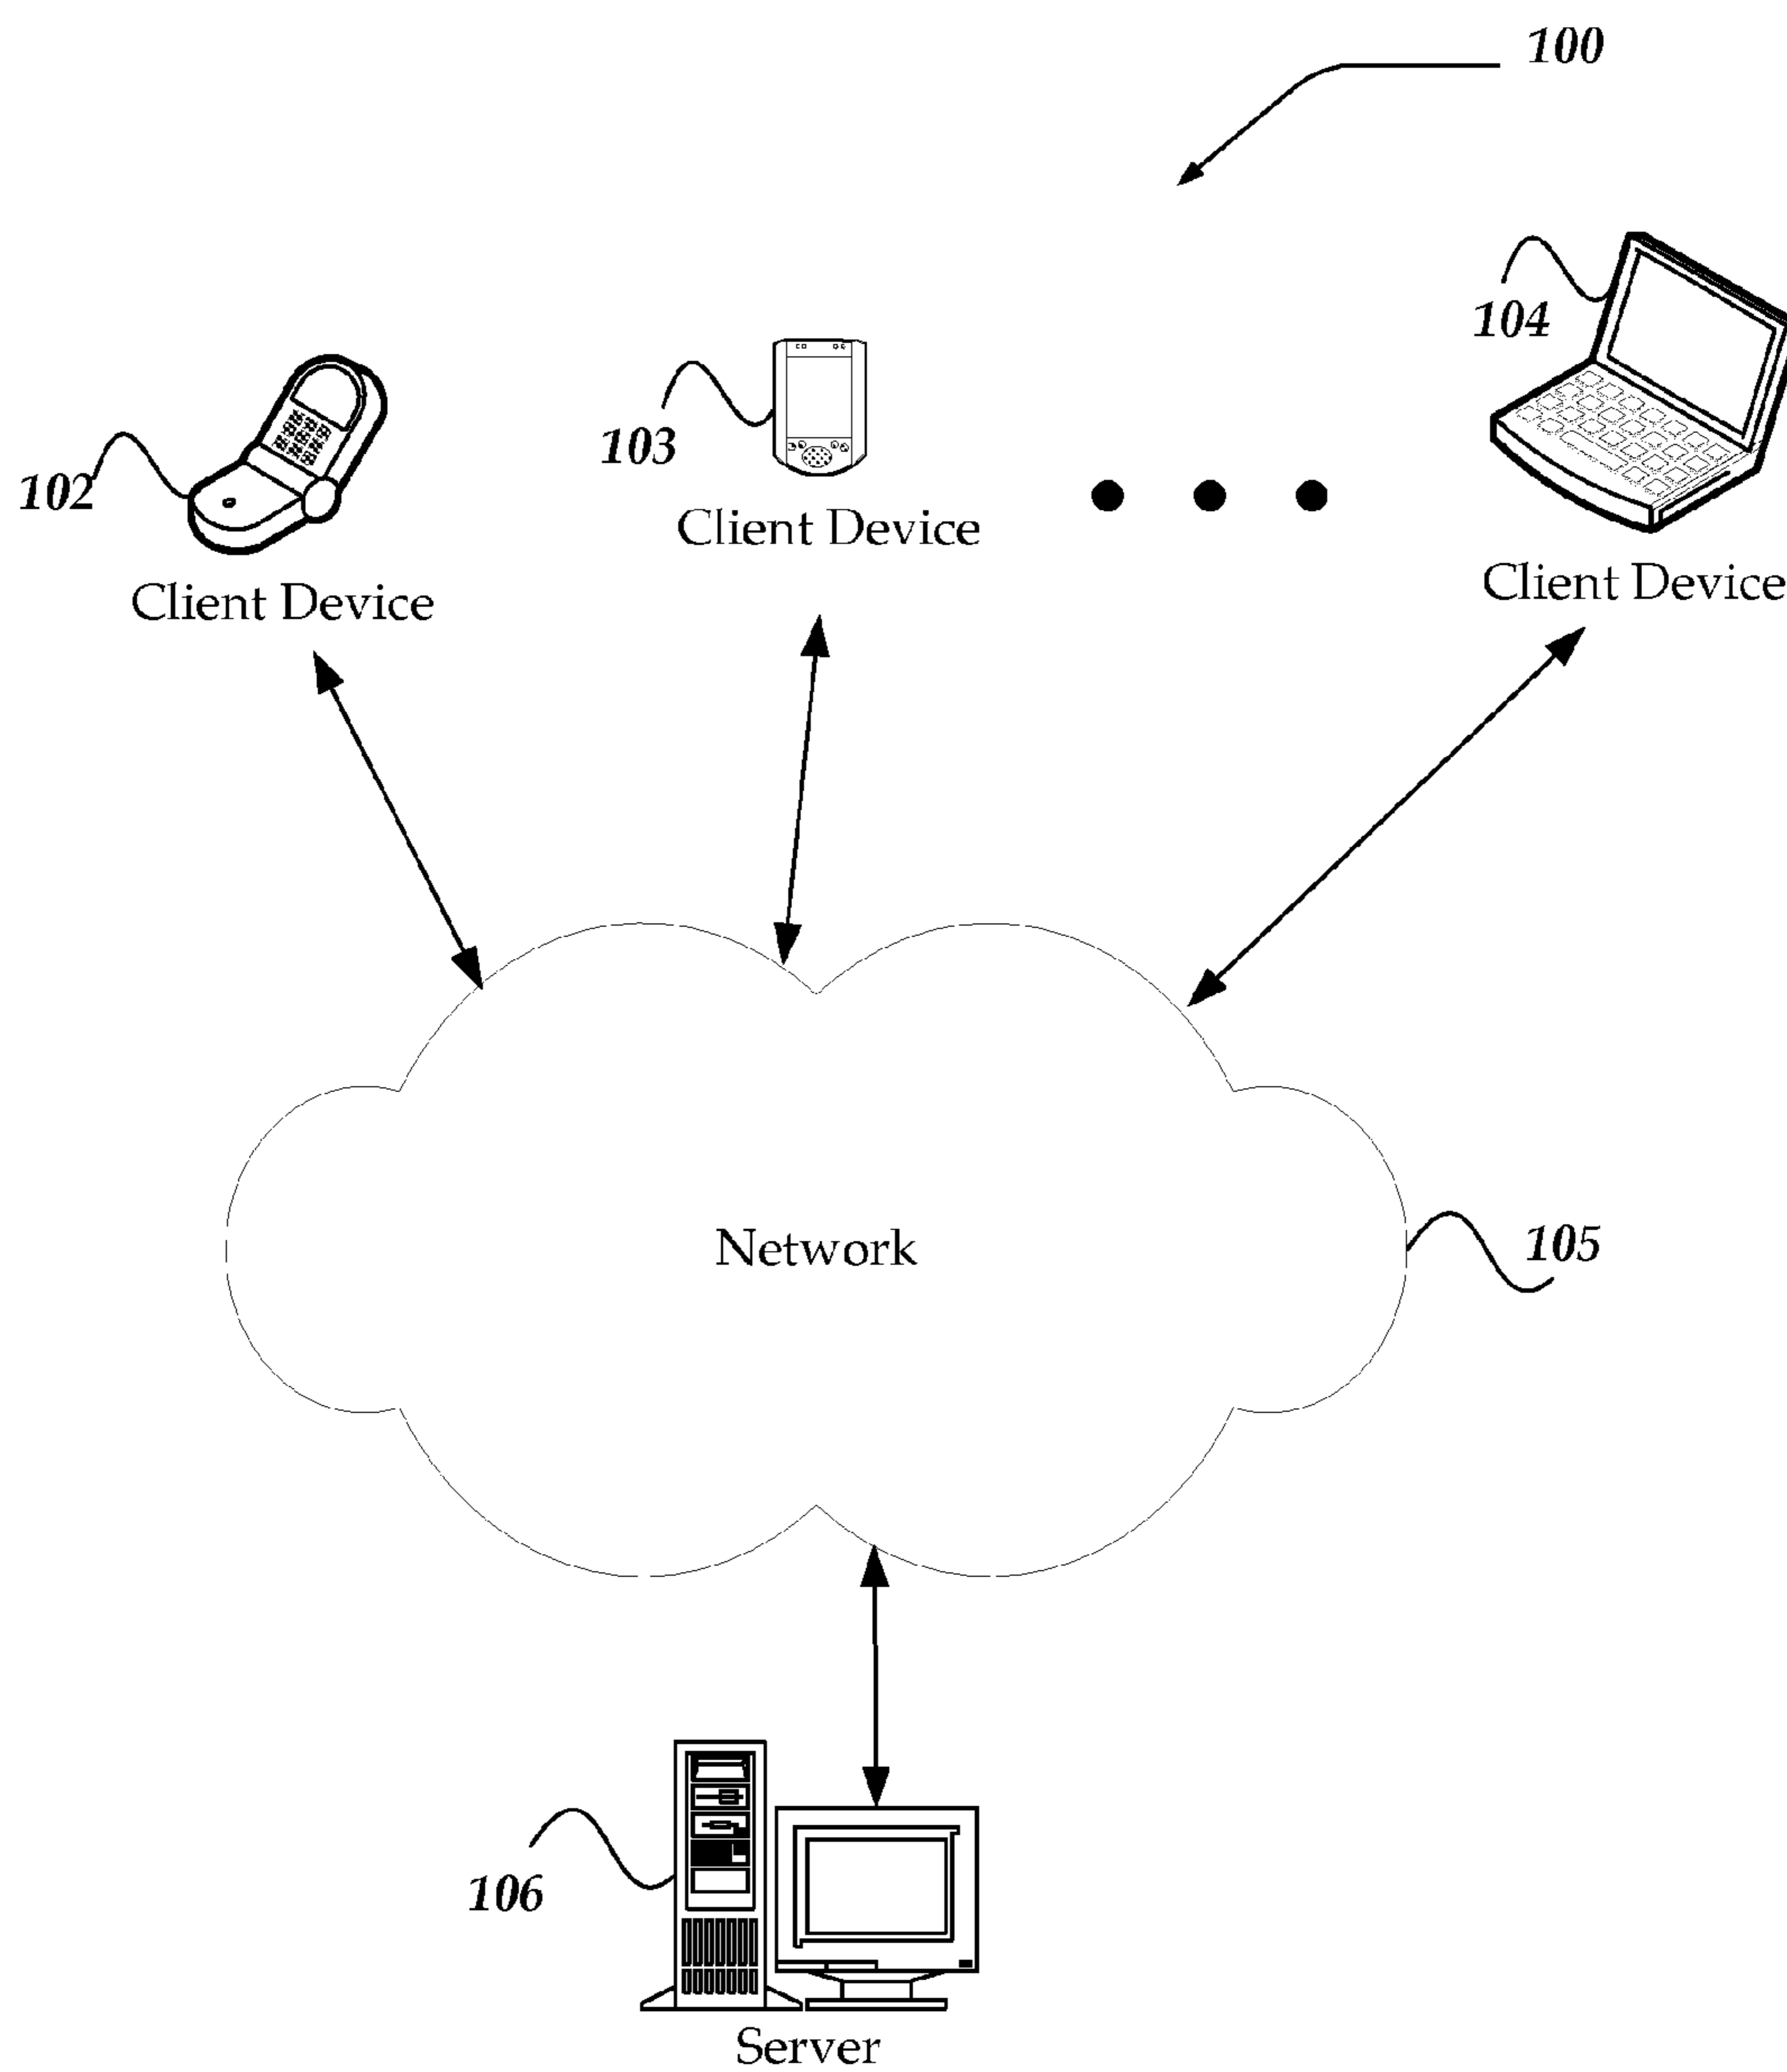 100
104
103
102
Client Device
Client Device
Client Device
Network
105
106
Server